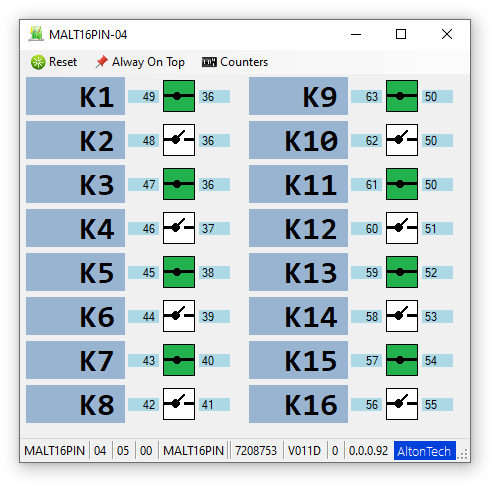 MALT16PIN-04
Reset Alway On Top Counters
K1 49 36 K9 63 50
K2 48 36 K10 62 50
K3 47 36 K11 61 50
K4 46 37 K12 60 51
K5 45 38 K13 59 52
K6 44 39 K14 58 53
K7 43 40 K15 57 54
K8 42 41 K16 56 55
MALT16PIN 04 05 00 MALT16PIN 7208753 V011D 0 0.0.0.92 AltonTech